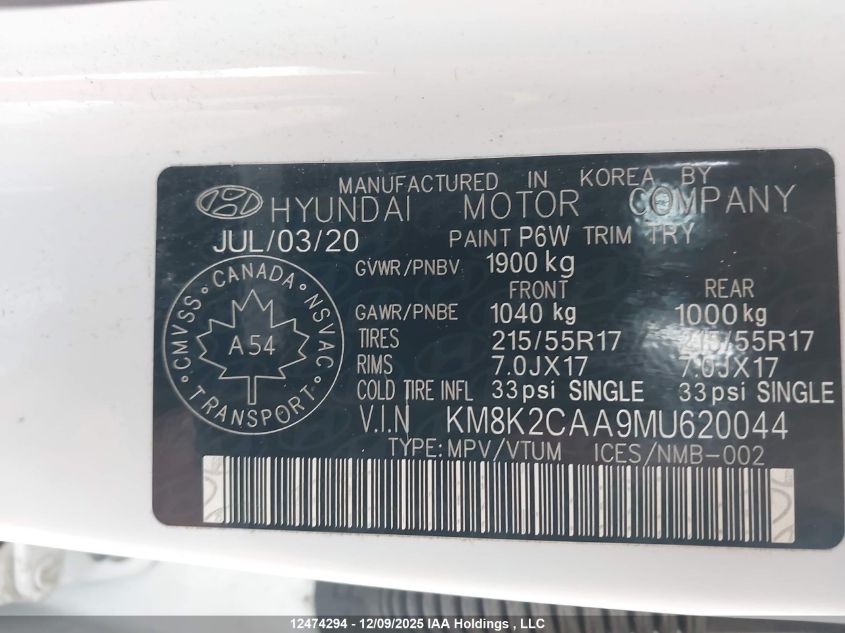 MANUFACTURED IN KOREA BY
HYUNDAI MOTOR COMPANY
JUL/03/20 PAINT P6W TRIM TRY
GVWR/PNBV 1900 kg
FRONT REAR
GAWR/PNBE 1040 kg 1000 kg
TIRES 215/55R17 215/55R17
RIMS 7.0JX17 7.0JX17
COLD TIRE INFL 33psi SINGLE 33psi SINGLE
CMVSS • CANADA • NSVAC
A 54
• TRANSPORT •
V.I.N KM8K2CAA9MU620044
TYPE: MPV/VTUM ICES/NMB-002
12474294 - 12/09/2025 IAA Holdings , LLC